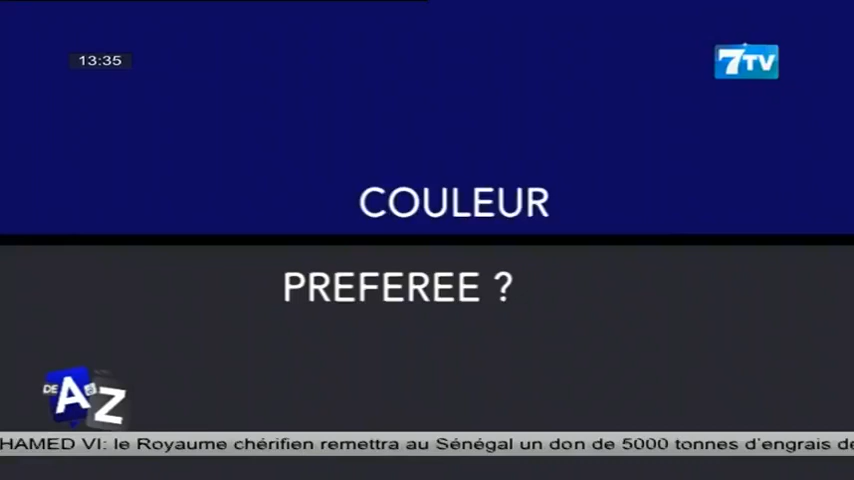 13:35
7TV
COULEUR
PREFEREE ?
DE A à Z
HAMED VI: le Royaume chérifien remettra au Sénégal un don de 5000 tonnes d'engrais de